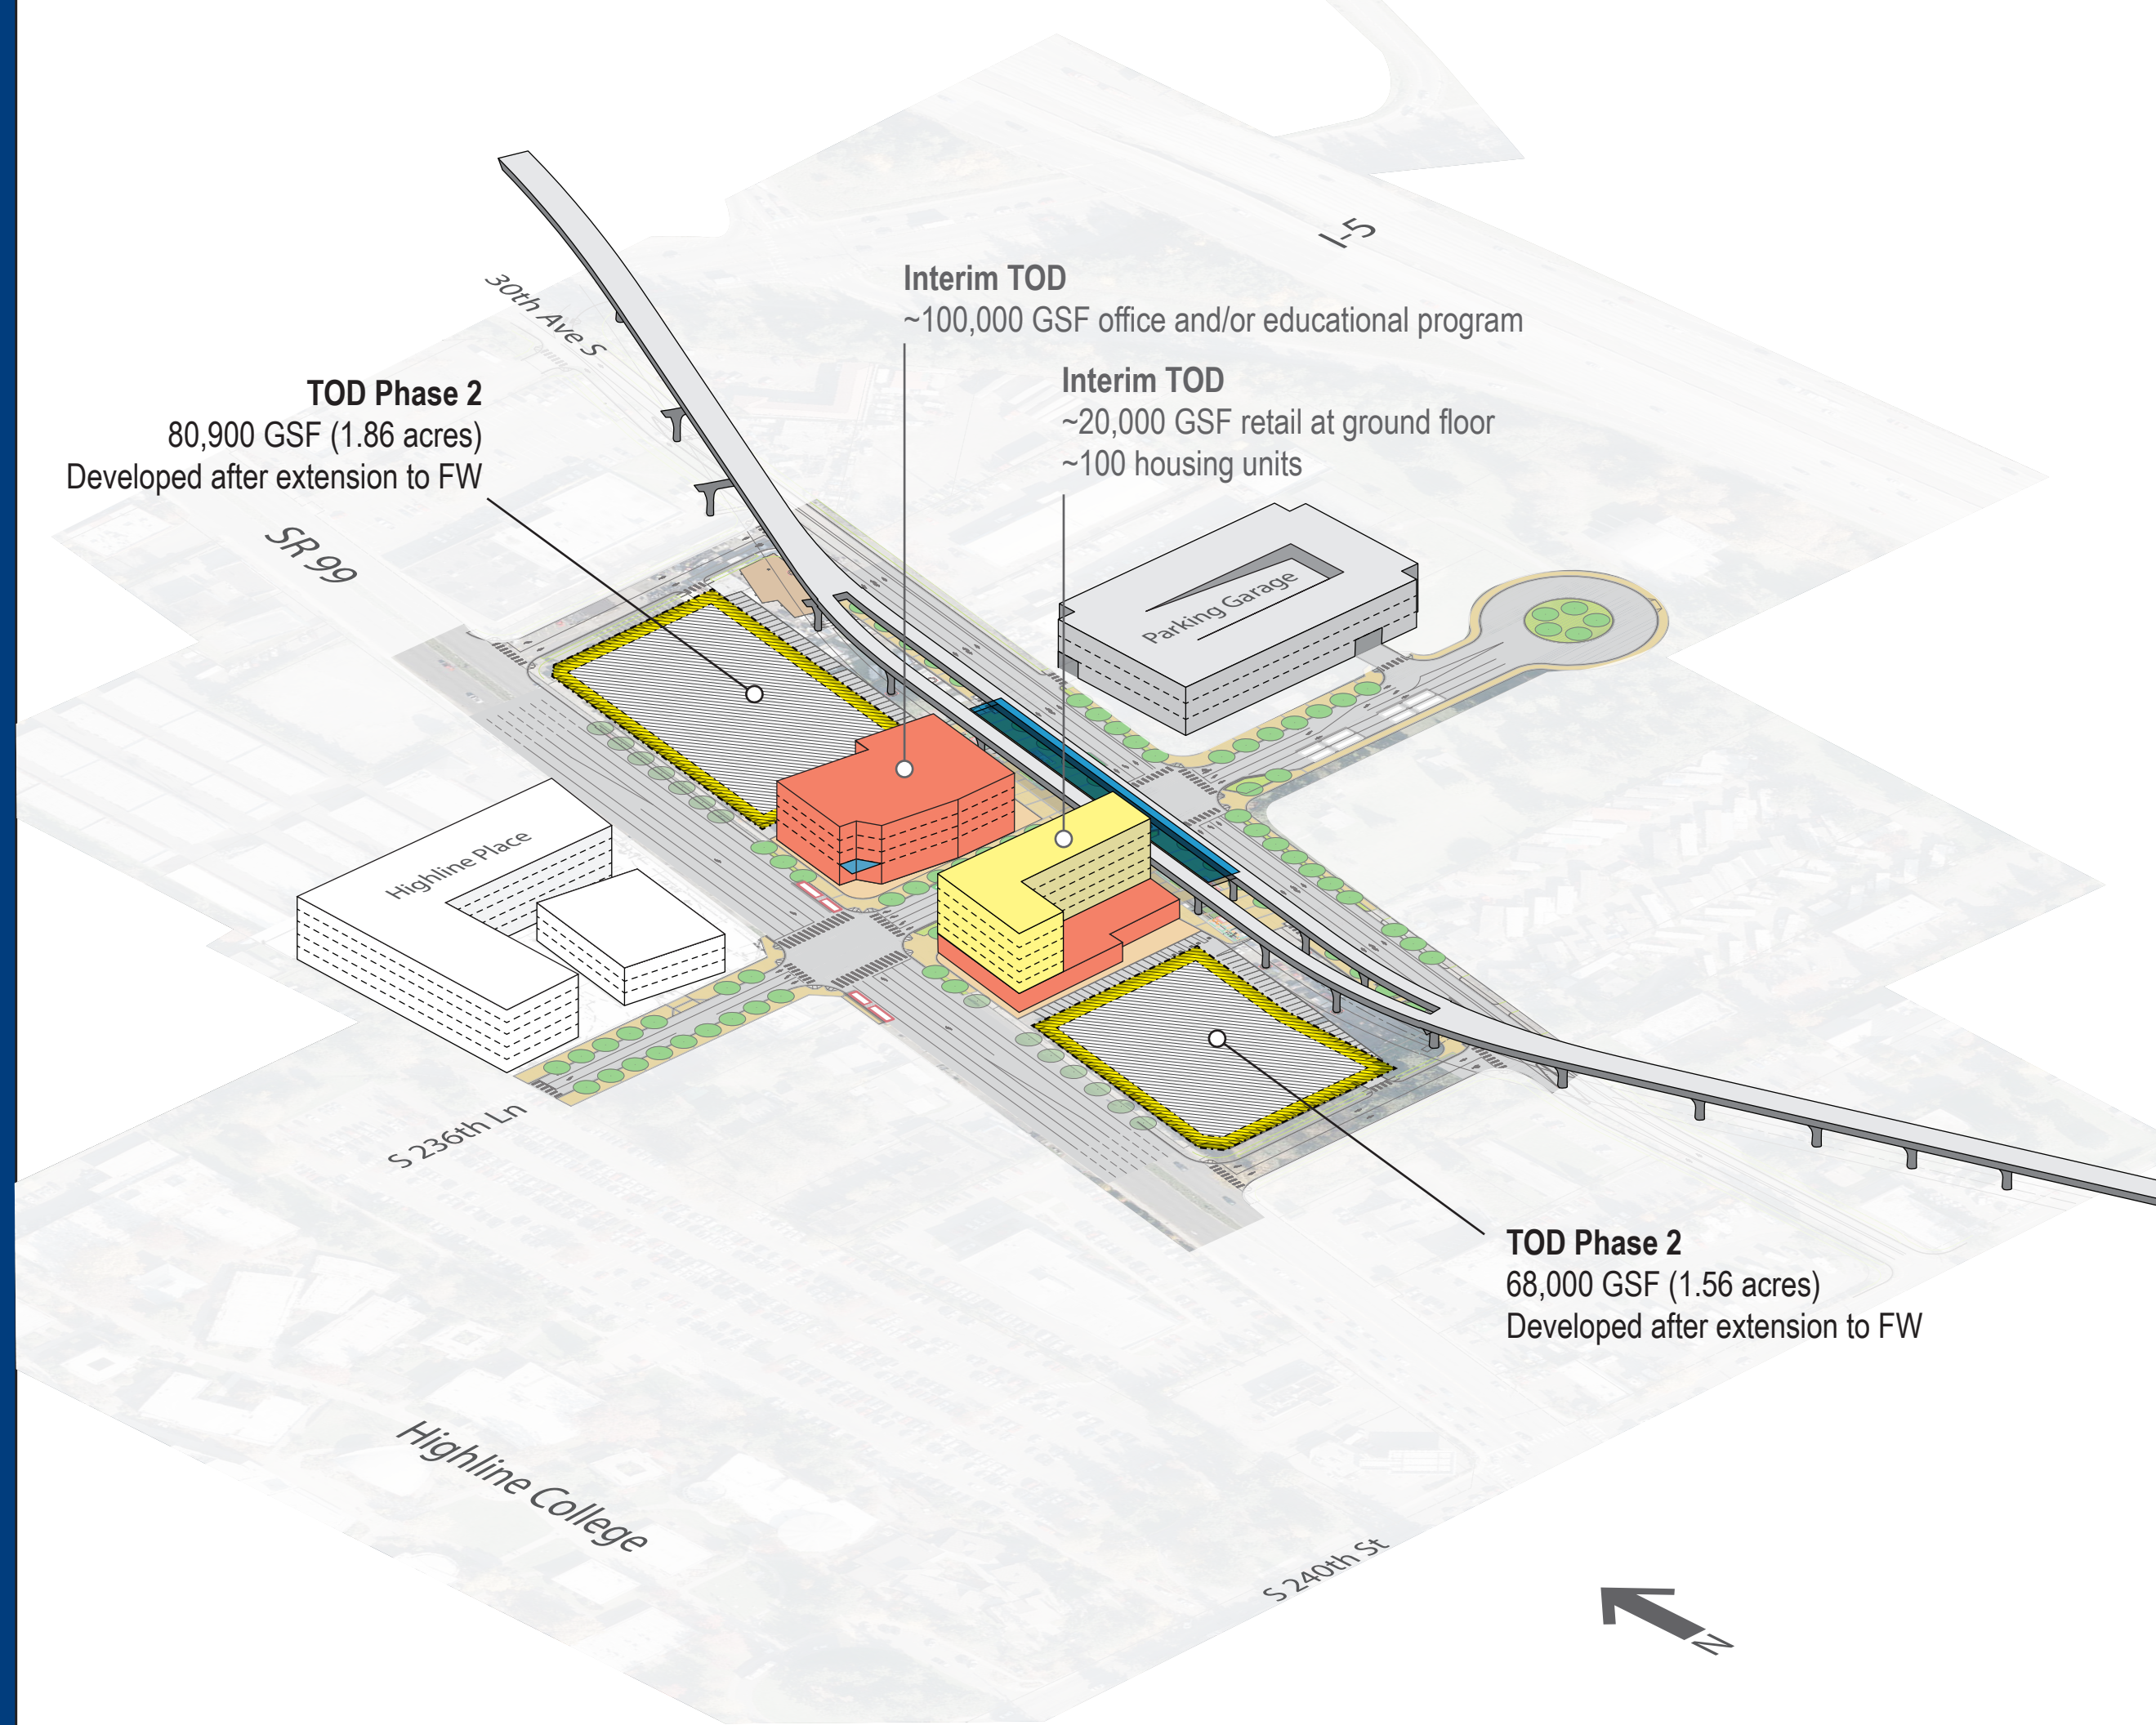 I-5
30th Ave S
Interim TOD
~100,000 GSF office and/or educational program
Interim TOD
~20,000 GSF retail at ground floor
~100 housing units
TOD Phase 2
80,900 GSF (1.86 acres)
Developed after extension to FW
SR 99
Parking Garage
Highline Place
S 236th Ln
TOD Phase 2
68,000 GSF (1.56 acres)
Developed after extension to FW
Highline College
S 240th St
N